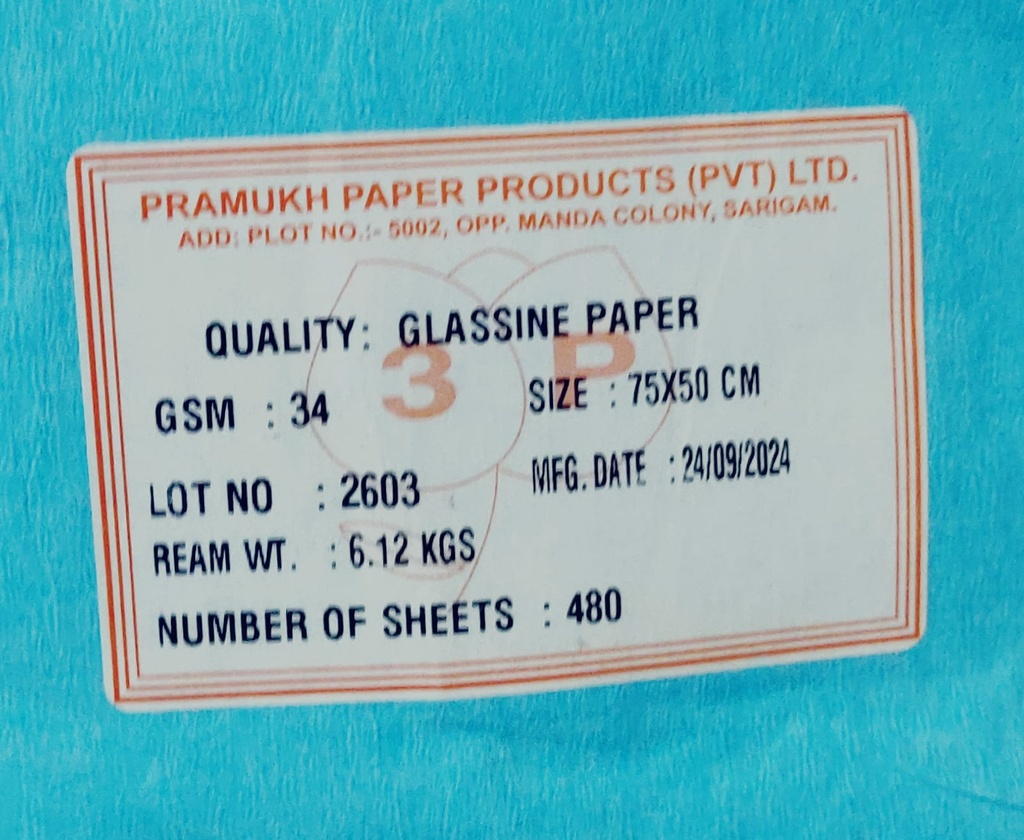 PRAMUKH PAPER PRODUCTS (PVT) LTD.
ADD: PLOT NO.:- 5002, OPP. MANDA COLONY, SARIGAM.
QUALITY: GLASSINE PAPER
3 P
GSM : 34 SIZE : 75X50 CM
LOT NO : 2603 MFG. DATE : 24/09/2024
REAM WT. : 6.12 KGS
NUMBER OF SHEETS : 480